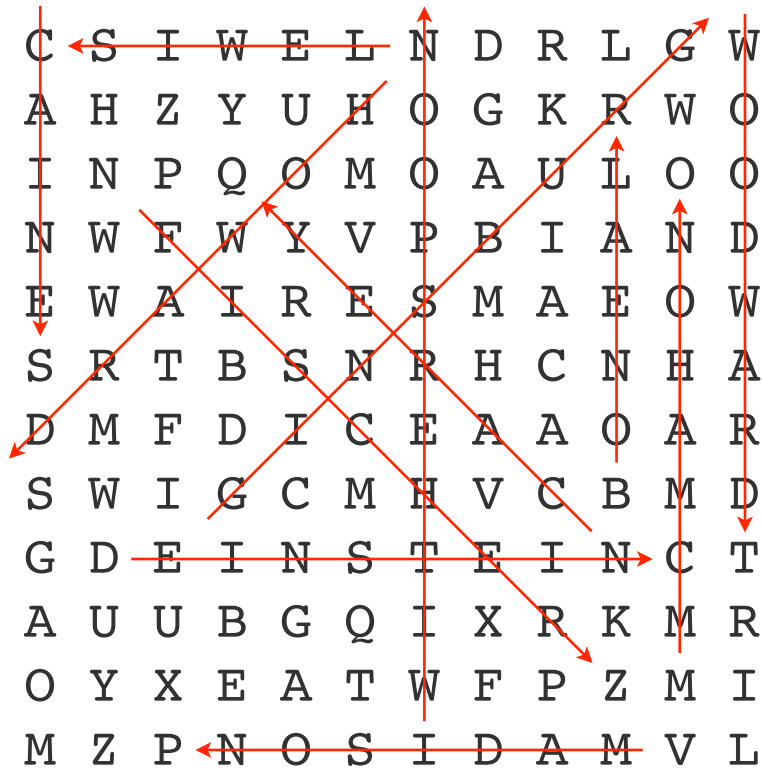 C S I W E L N D R L G W
A H Z Y U H O G K R W O
I N P Q O M O A U L O O
N W F W Y V P B I A N D
E W A I R E S M A E O W
S R T B S N R H C N H A
D M F D I C E A A O A R
S W I G C M H V C B M D
G D E I N S T E I N C T
A U U B G Q I X R K M R
O Y X E A T W F P Z M I
M Z P N O S I D A M V L